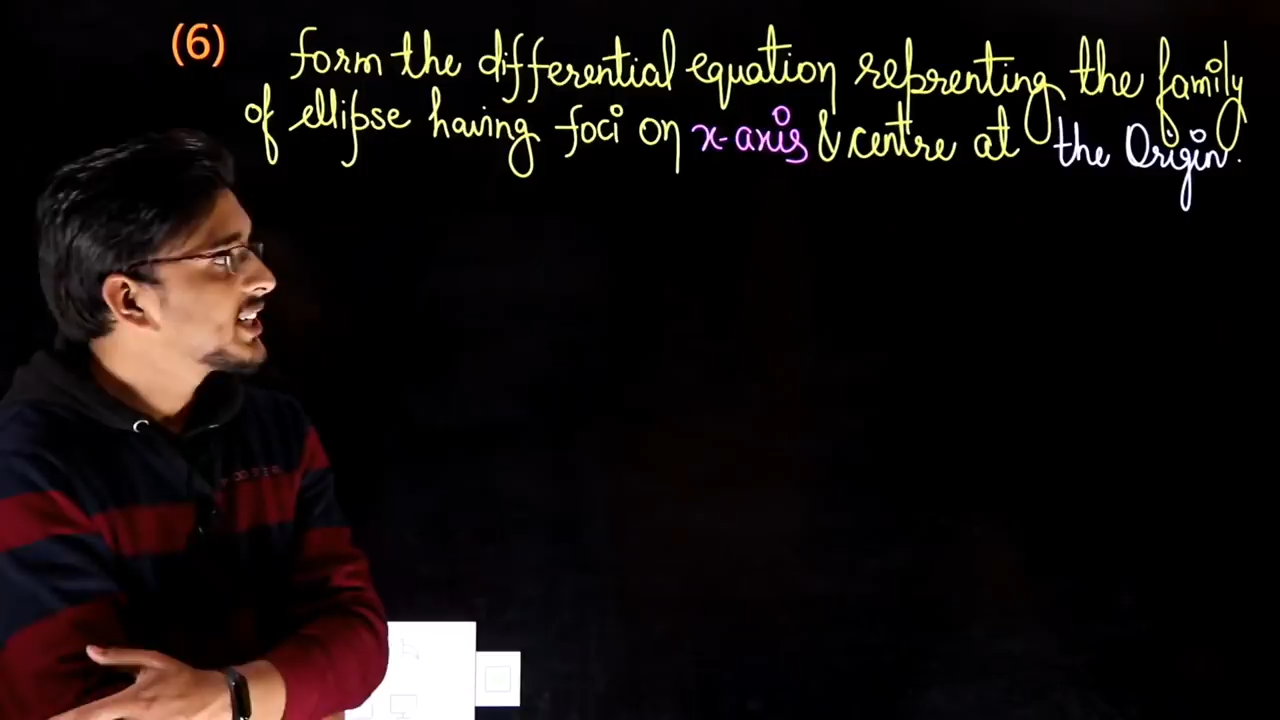 (6) form the differential equation reprenting the family
of ellipse having foci on x-axis & centre at the Origin.